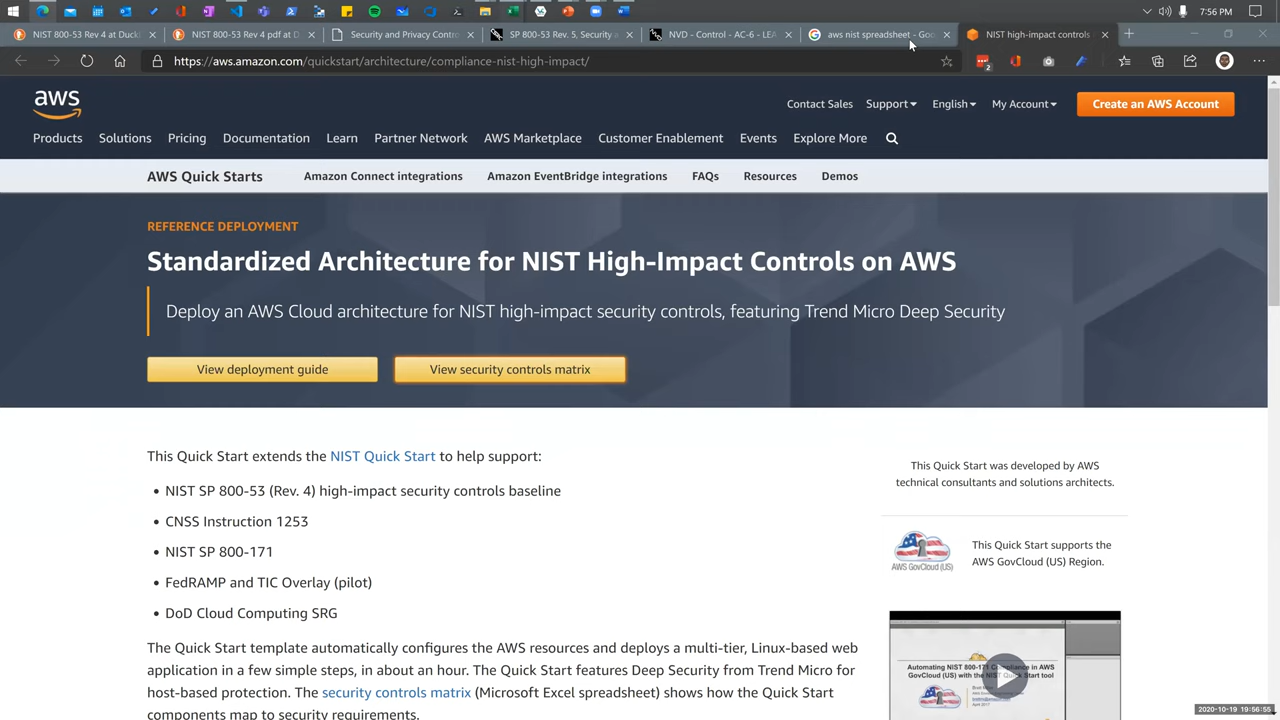 7:56 PM
NIST 800-53 Rev 4 at Duckl
NIST 800-53 Rev 4 pdf at D
Security and Privacy Contro
SP 800-53 Rev. 5, Security a
NVD - Control - AC-6 - LEA
aws nist spreadsheet - Goo
NIST high-impact controls
https://aws.amazon.com/quickstart/architecture/compliance-nist-high-impact/
2
aws
Contact Sales Support English My Account Create an AWS Account
Products Solutions Pricing Documentation Learn Partner Network AWS Marketplace Customer Enablement Events Explore More
AWS Quick Starts Amazon Connect integrations Amazon EventBridge integrations FAQs Resources Demos
REFERENCE DEPLOYMENT
Standardized Architecture for NIST High-Impact Controls on AWS
Deploy an AWS Cloud architecture for NIST high-impact security controls, featuring Trend Micro Deep Security
View deployment guide View security controls matrix
This Quick Start extends the NIST Quick Start to help support:
• NIST SP 800-53 (Rev. 4) high-impact security controls baseline
• CNSS Instruction 1253
• NIST SP 800-171
• FedRAMP and TIC Overlay (pilot)
• DoD Cloud Computing SRG
The Quick Start template automatically configures the AWS resources and deploys a multi-tier, Linux-based web
application in a few simple steps, in about an hour. The Quick Start features Deep Security from Trend Micro for
host-based protection. The security controls matrix (Microsoft Excel spreadsheet) shows how the Quick Start
components map to security requirements.
This Quick Start was developed by AWS
technical consultants and solutions architects.
AWS GovCloud (US)
This Quick Start supports the
AWS GovCloud (US) Region.
Automating NIST 800-171 Compliance in AWS
GovCloud (US) with the NIST Quick Start tool
April 2017
2020-10-19 19:56:55